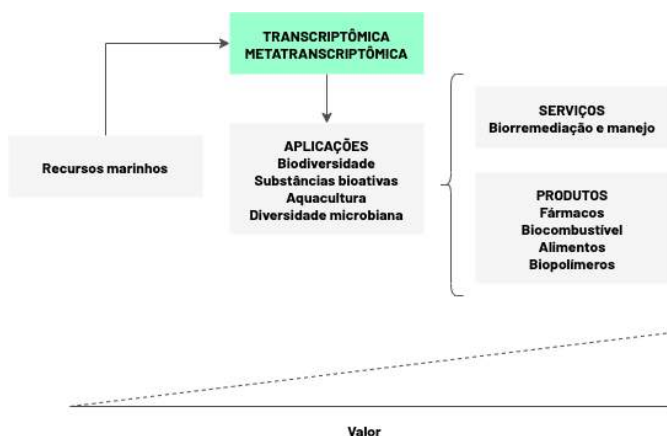 TRANSCRIPTÔMICA
METATRANSCRIPTÔMICA
Recursos marinhos
APLICAÇÕES
Biodiversidade
Substâncias bioativas
Aquacultura
Diversidade microbiana
SERVIÇOS
Biorremediação e manejo
PRODUTOS
Fármacos
Biocombustível
Alimentos
Biopolímeros
Valor